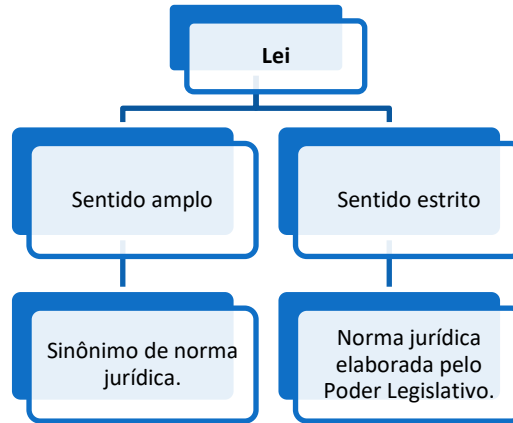 Lei
Sentido amplo
Sentido estrito
Sinônimo de norma
jurídica.
Norma jurídica
elaborada pelo
Poder Legislativo.